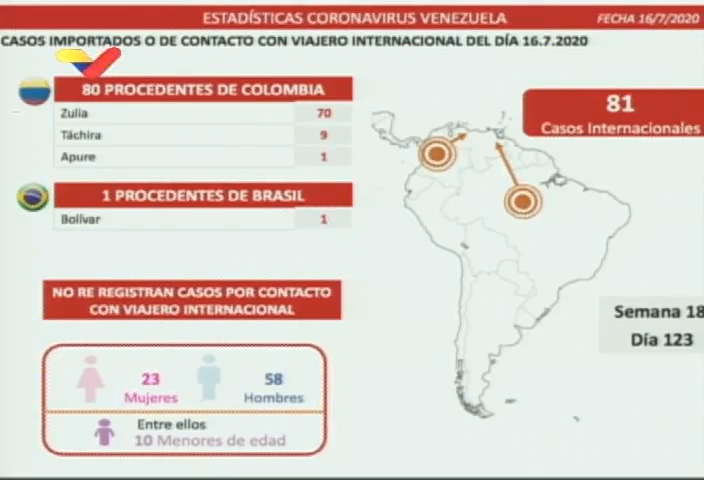 ESTADÍSTICAS CORONAVIRUS VENEZUELA
FECHA 16/7/2020
CASOS IMPORTADOS O DE CONTACTO CON VIAJERO INTERNACIONAL DEL DÍA 16.7.2020
80 PROCEDENTES DE COLOMBIA
Zulia 70
Táchira 9
Apure 1
81
Casos Internacionales
1 PROCEDENTES DE BRASIL
Bolívar 1
NO RE REGISTRAN CASOS POR CONTACTO
CON VIAJERO INTERNACIONAL
Semana 18
Día 123
23 58
Mujeres Hombres
Entre ellos
10 Menores de edad